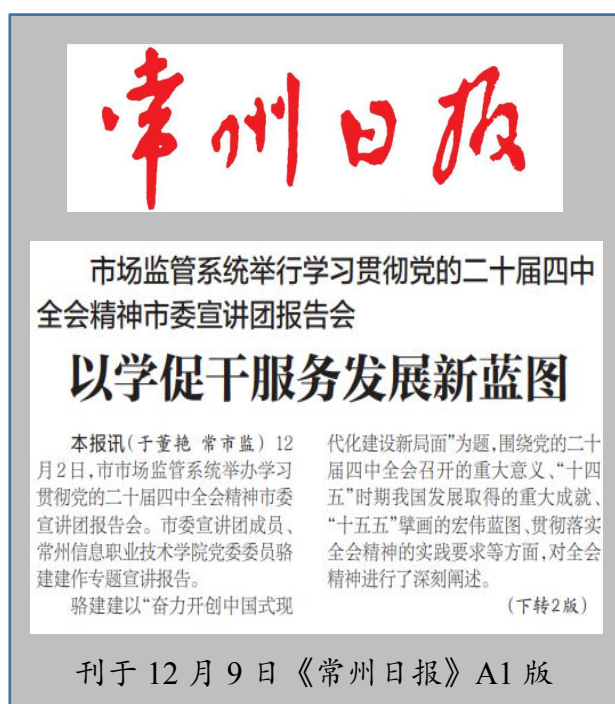 常州日报
市场监管系统举行学习贯彻党的二十届四中
全会精神市委宣讲团报告会
以学促干服务发展新蓝图
本报讯(于董艳 常市监) 12
月2日,市市场监管系统举办学习
贯彻党的二十届四中全会精神市委
宣讲团报告会。市委宣讲团成员、
常州信息职业技术学院党委委员骆
建建作专题宣讲报告。
骆建建以“奋力开创中国式现
代化建设新局面”为题,围绕党的二十
届四中全会召开的重大意义、“十四
五”时期我国发展取得的重大成就、
“十五五”擘画的宏伟蓝图、贯彻落实
全会精神的实践要求等方面,对全会
精神进行了深刻阐述。
(下转2版)
刊于 12 月 9 日《常州日报》A1 版